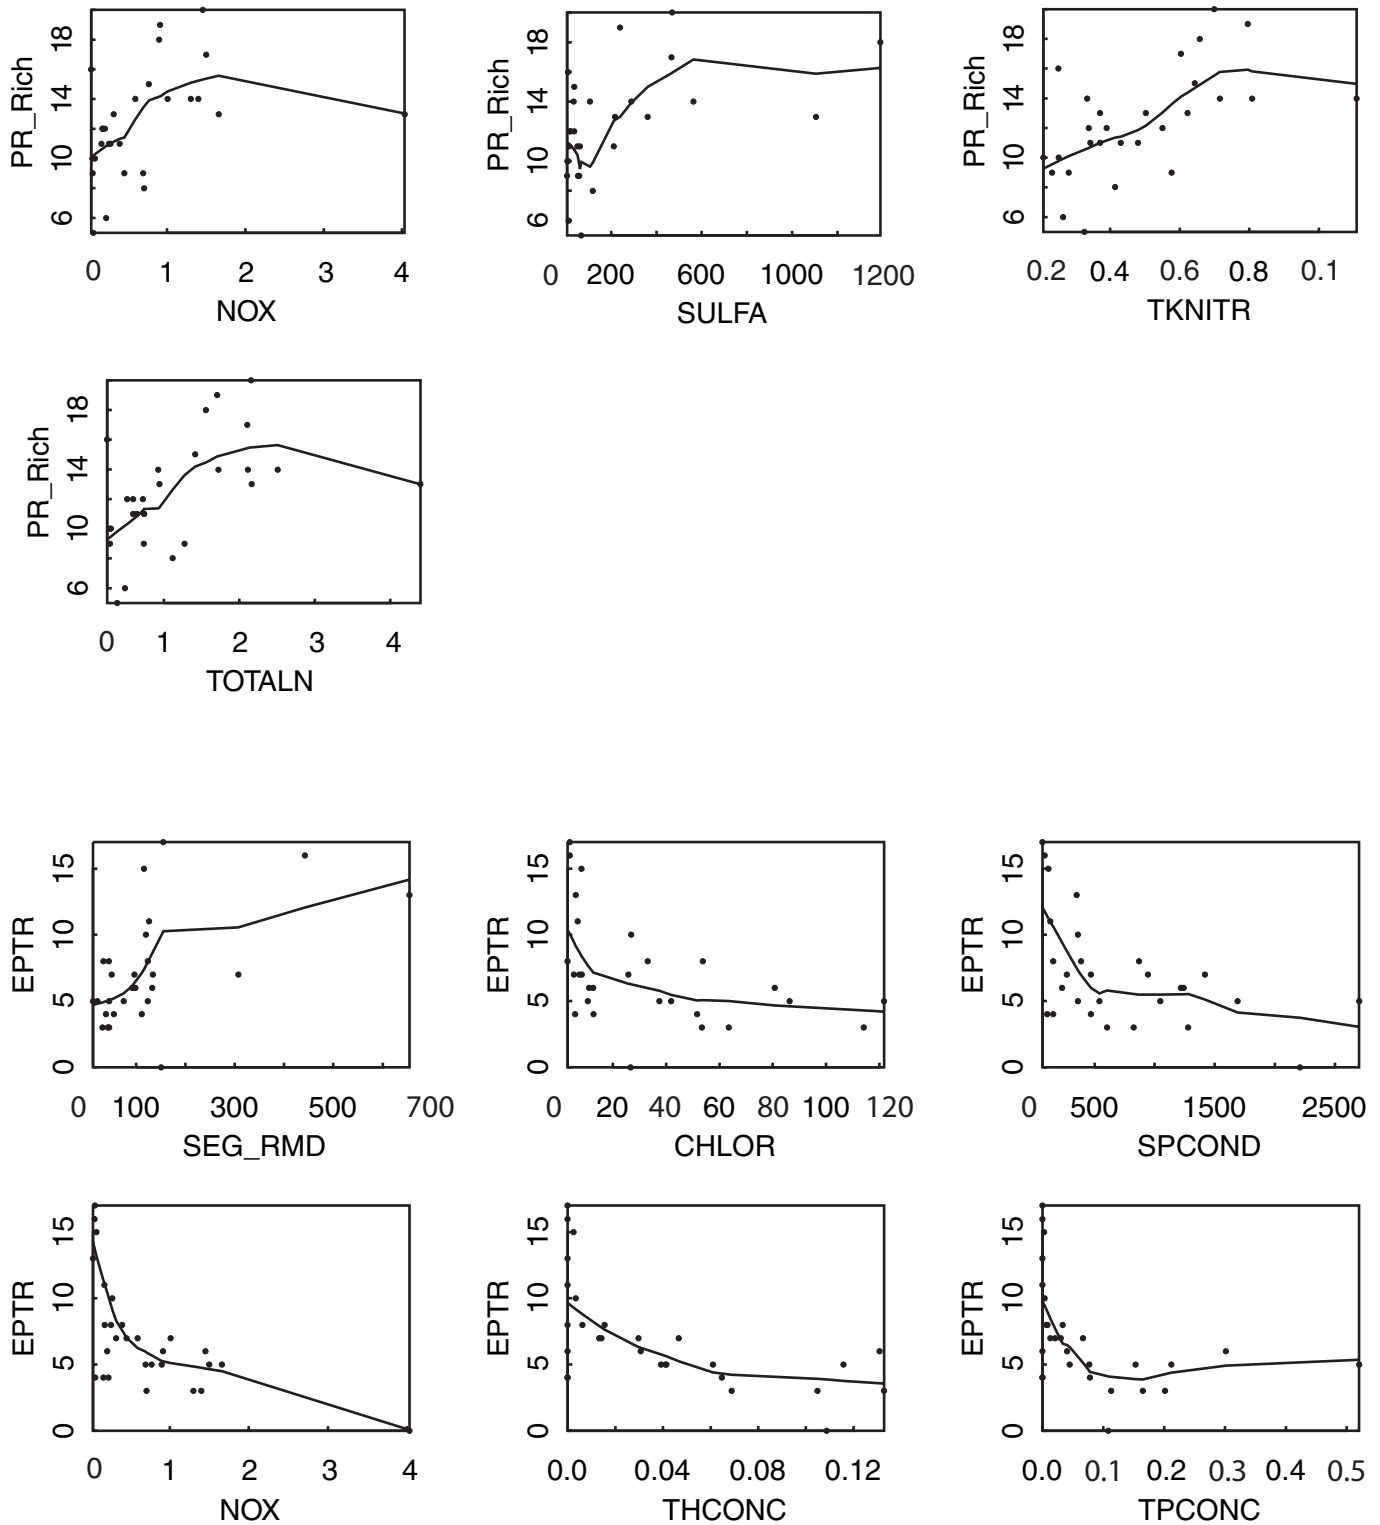 PR_Rich
18
14
10
6
0 1 2 3 4
NOX
PR_Rich
18
14
10
6
0 200 600 1000 1200
SULFA
PR_Rich
18
14
10
6
0.2 0.4 0.6 0.8 0.1
TKNITR
PR_Rich
18
14
10
6
0 1 2 3 4
TOTALN
EPTR
15
10
5
0
0 100 300 500 700
SEG_RMD
EPTR
15
10
5
0
0 20 40 60 80 100 120
CHLOR
EPTR
15
10
5
0
0 500 1500 2500
SPCOND
EPTR
15
10
5
0
0 1 2 3 4
NOX
EPTR
15
10
5
0
0.0 0.04 0.08 0.12
THCONC
EPTR
15
10
5
0
0.0 0.1 0.2 0.3 0.4 0.5
TPCONC